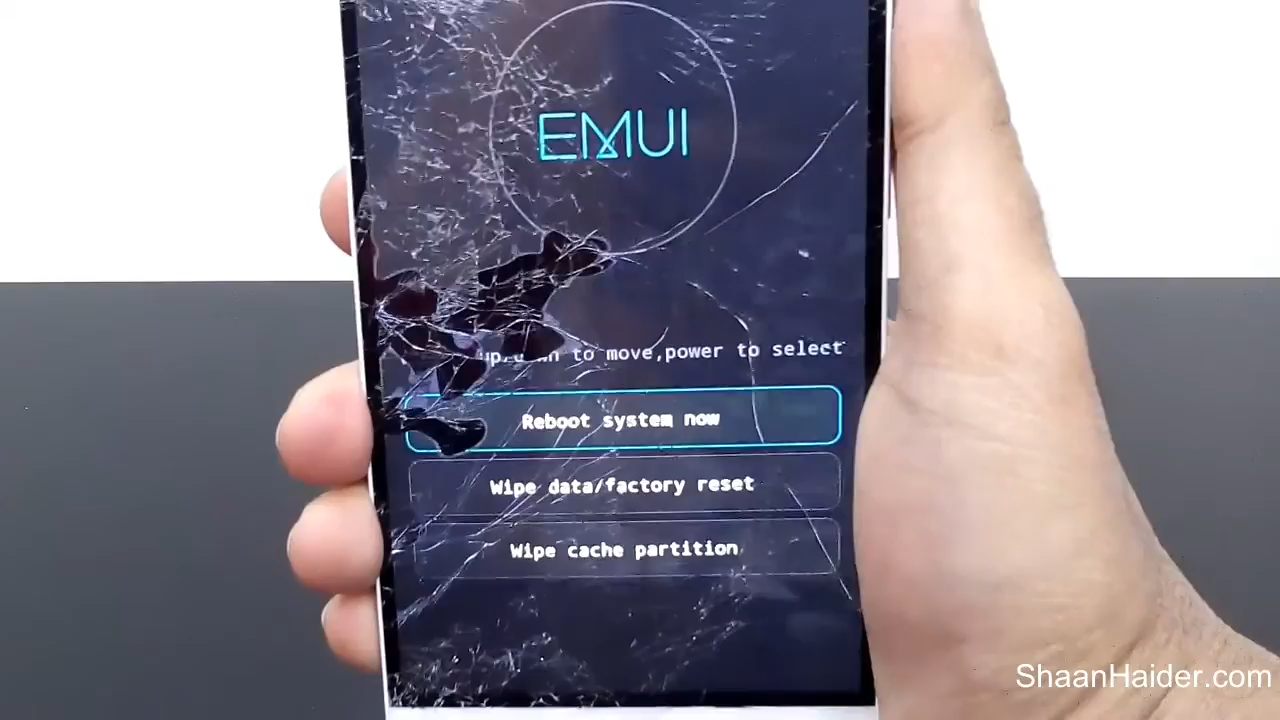 EMUI
to move,power to select
Reboot system now
Wipe data/factory reset
Wipe cache partition
ShaanHaider.com